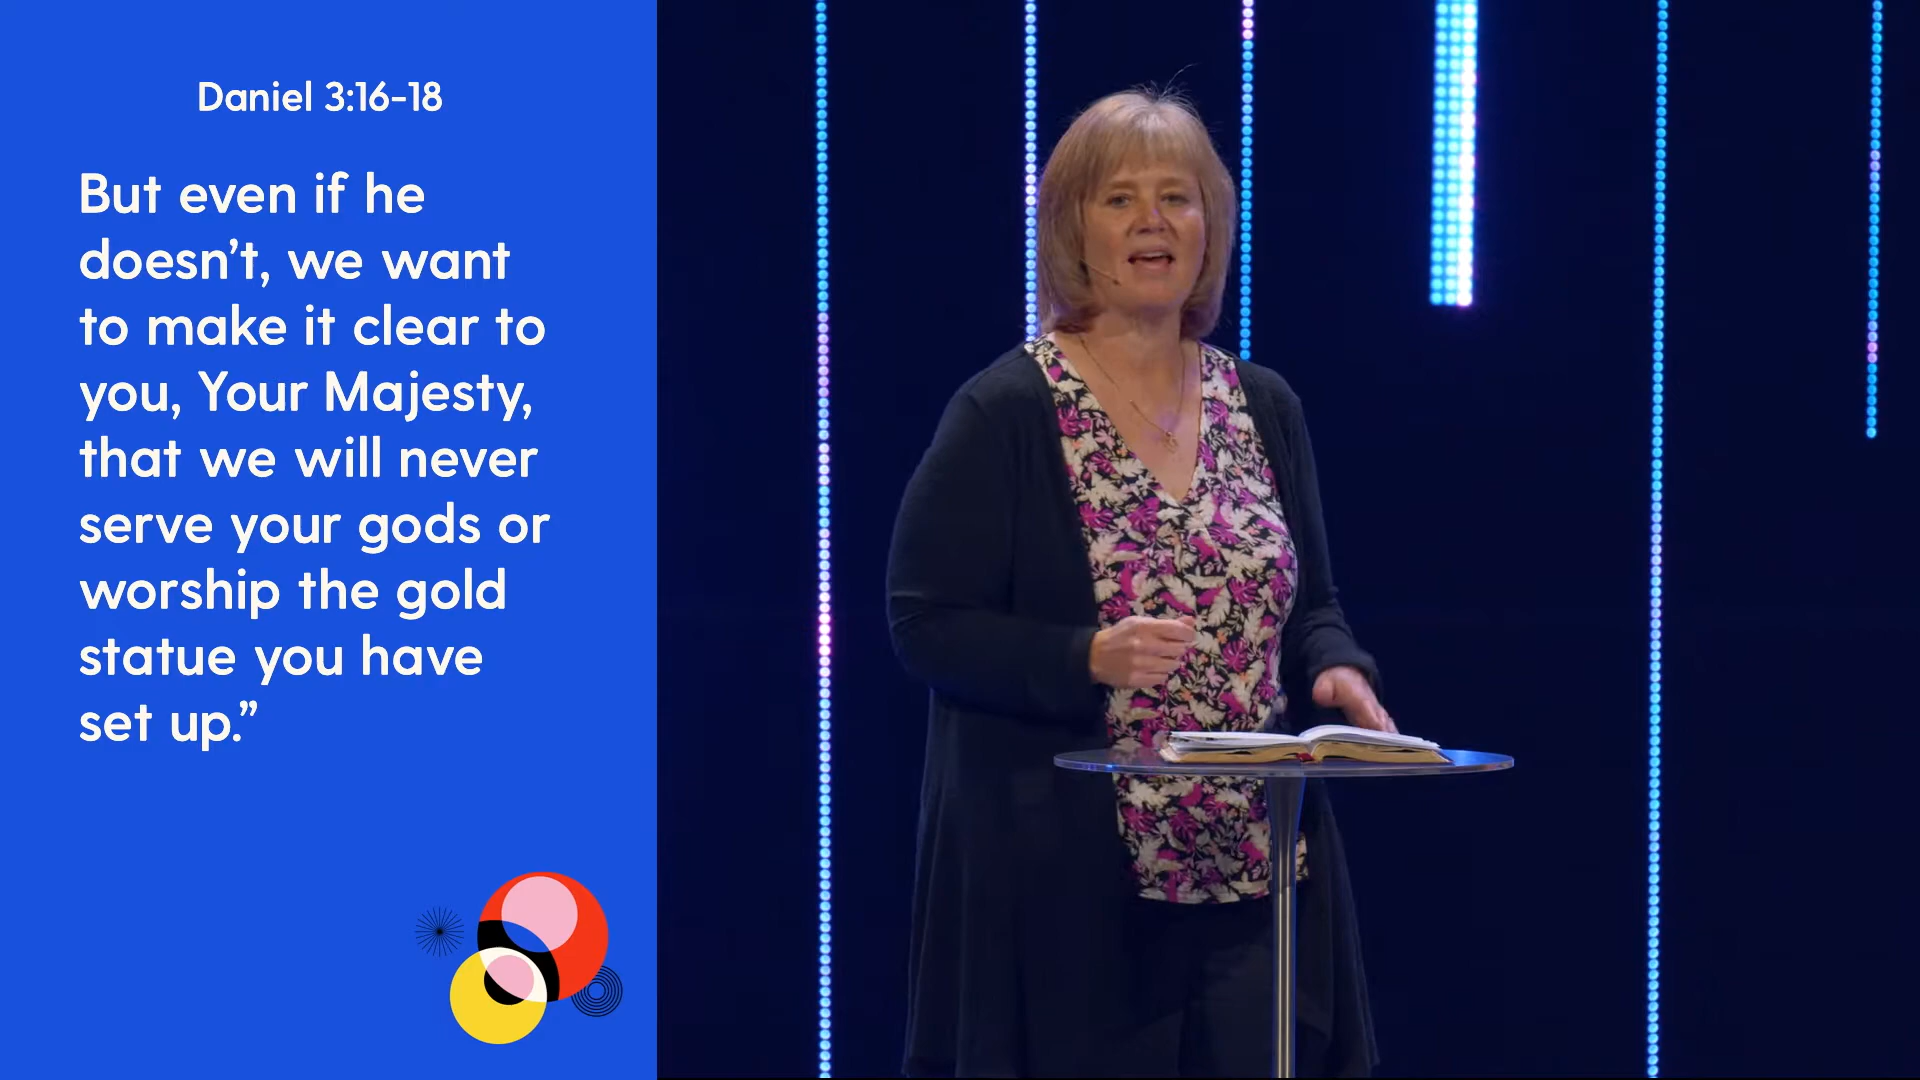 Daniel 3:16-18
But even if he
doesn’t, we want
to make it clear to
you, Your Majesty,
that we will never
serve your gods or
worship the gold
statue you have
set up.”